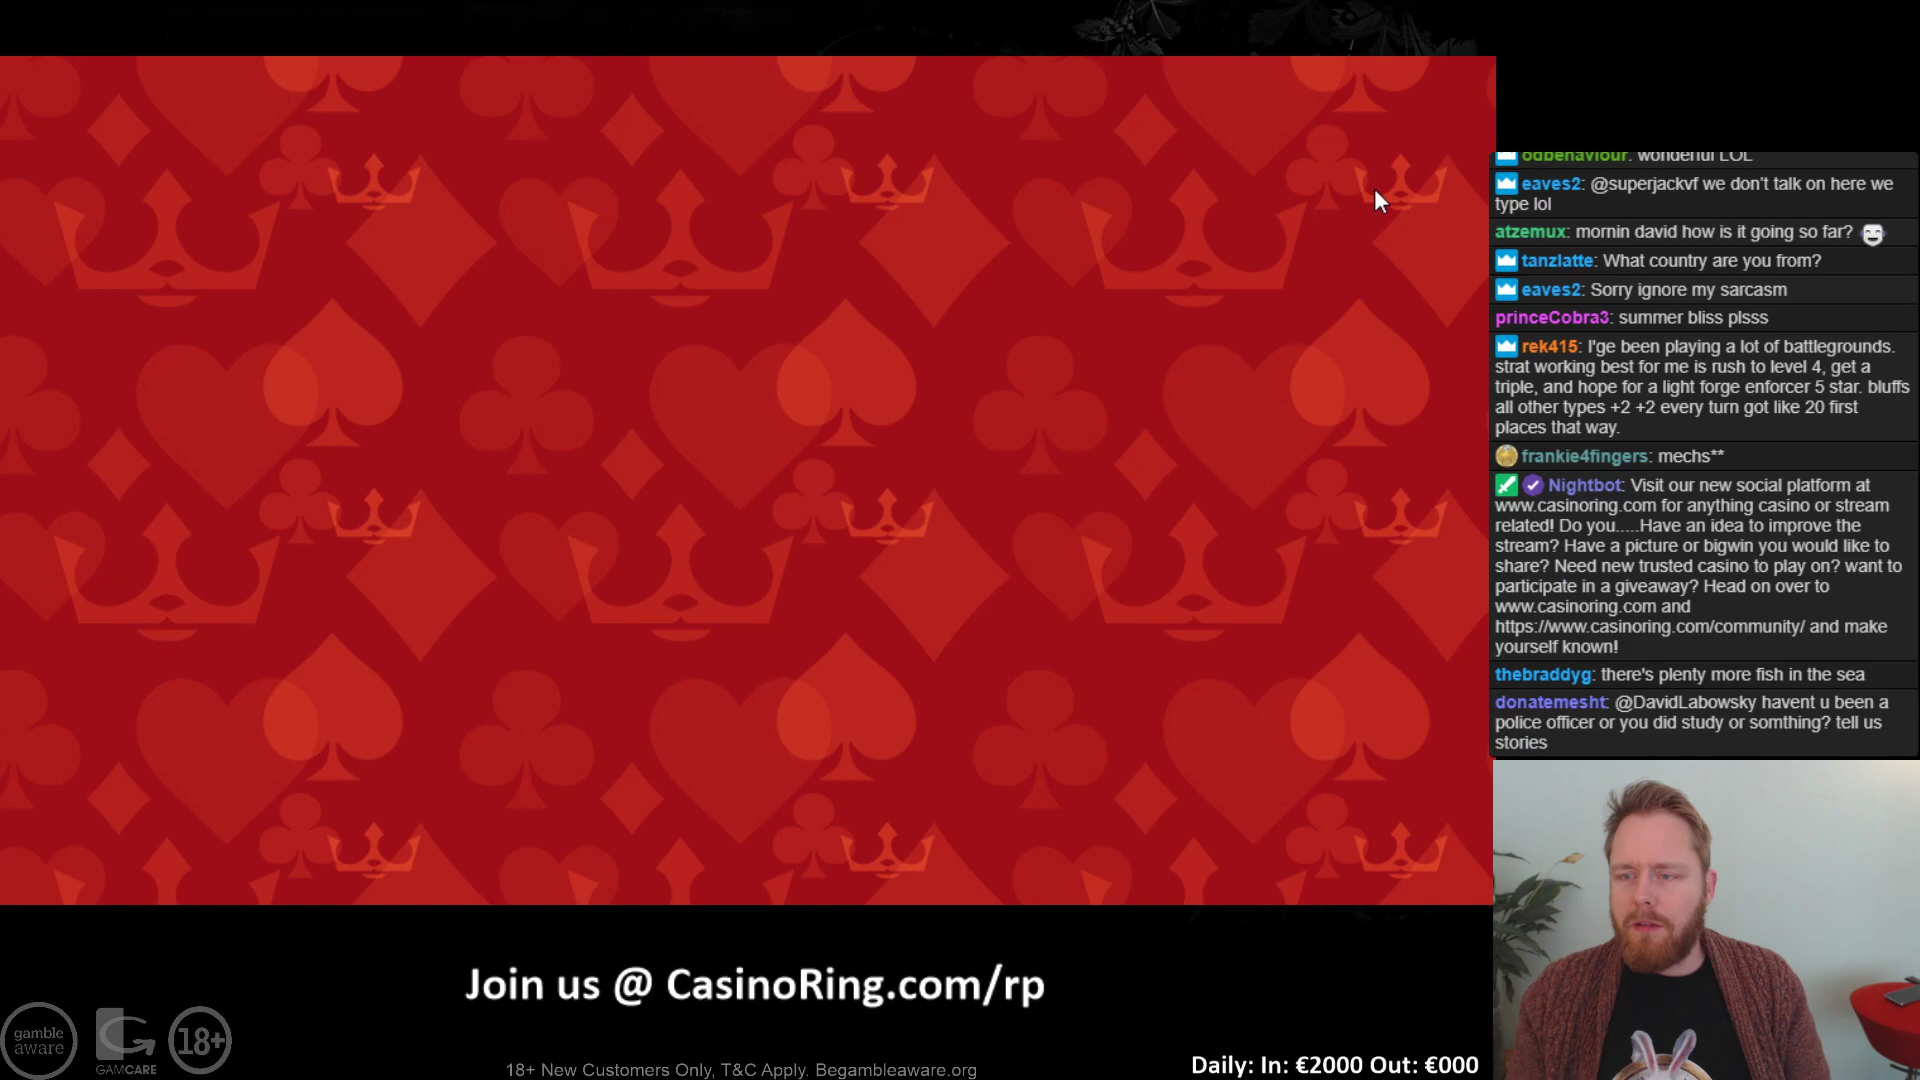 odbehaviour: wonderful LOL
eaves2: @superjackvf we don't talk on here we
type lol
atzemux: mornin david how is it going so far?
tanzlatte: What country are you from?
eaves2: Sorry ignore my sarcasm
princeCobra3: summer bliss plsss
rek415: I'ge been playing a lot of battlegrounds.
strat working best for me is rush to level 4, get a
triple, and hope for a light forge enforcer 5 star. bluffs
all other types +2 +2 every turn got like 20 first
places that way.
frankie4fingers: mechs**
Nightbot: Visit our new social platform at
www.casinoring.com for anything casino or stream
related! Do you.....Have an idea to improve the
stream? Have a picture or bigwin you would like to
share? Need new trusted casino to play on? want to
participate in a giveaway? Head on over to
www.casinoring.com and
https://www.casinoring.com/community/ and make
yourself known!
thebraddyg: there's plenty more fish in the sea
donatemesht: @DavidLabowsky havent u been a
police officer or you did study or somthing? tell us
stories
Join us @ CasinoRing.com/rp
gamble
aware
GAMCARE
18+
18+ New Customers Only, T&C Apply. Begambleaware.org
Daily: In: €2000 Out: €000